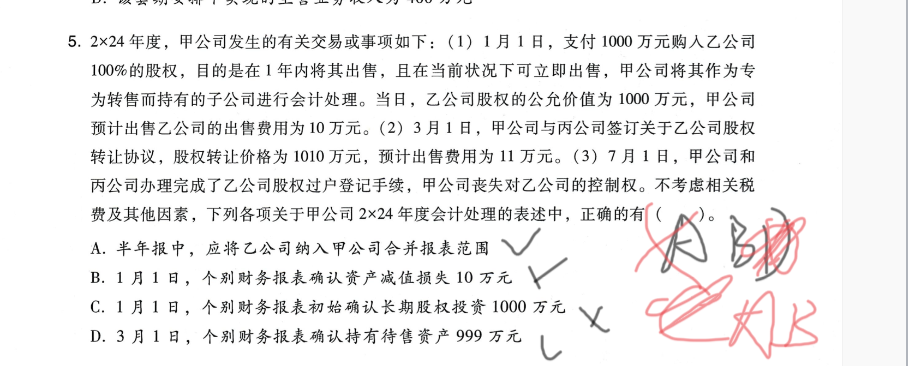 5. 2×24 年度，甲公司发生的有关交易或事项如下：（1）1 月 1 日，支付 1000 万元购入乙公司
100%的股权，目的是在 1 年内将其出售，且在当前状况下可立即出售，甲公司将其作为专
为转售而持有的子公司进行会计处理。当日，乙公司股权的公允价值为 1000 万元，甲公司
预计出售乙公司的出售费用为 10 万元。（2）3 月 1 日，甲公司与丙公司签订关于乙公司股权
转让协议，股权转让价格为 1010 万元，预计出售费用为 11 万元。（3）7 月 1 日，甲公司和
丙公司办理完成了乙公司股权过户登记手续，甲公司丧失对乙公司的控制权。不考虑相关税
费及其他因素，下列各项关于甲公司 2×24 年度会计处理的表述中，正确的有（　　）。
A. 半年报中，应将乙公司纳入甲公司合并报表范围
B. 1 月 1 日，个别财务报表确认资产减值损失 10 万元
C. 1 月 1 日，个别财务报表初始确认长期股权投资 1000 万元
D. 3 月 1 日，个别财务报表确认持有待售资产 999 万元
A B D
A B